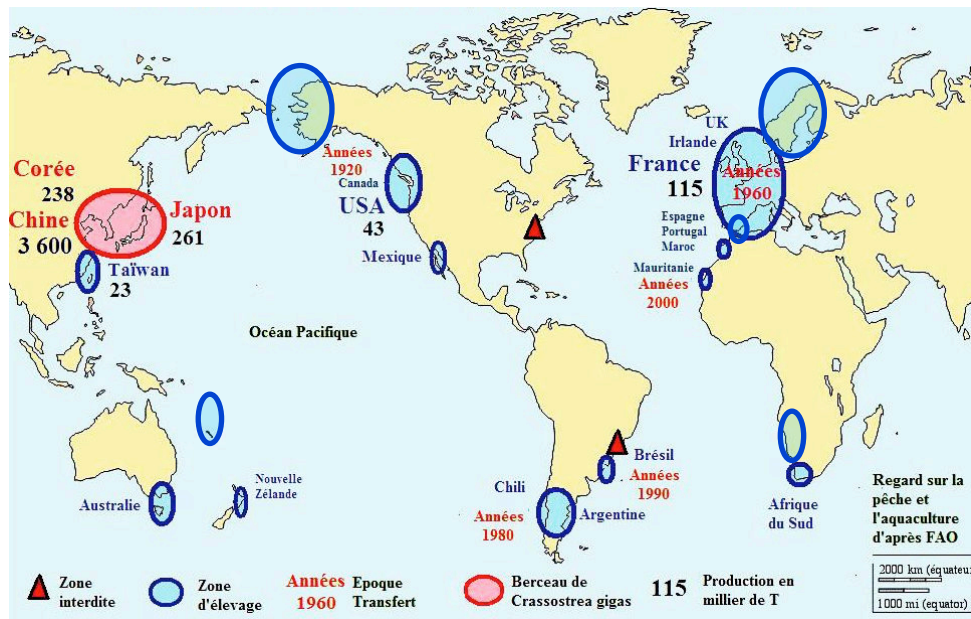 UK
Irlande
France
115
Années
1960
Années
1920
Canada
USA
43
Corée
238
Chine
3 600
Japon
261
Taïwan
23
Mexique
Espagne
Portugal
Maroc
Mauritanie
Années
2000
Océan Pacifique
Brésil
Années
1990
Nouvelle
Zélande
Australie
Chili
Années
1980
Argentine
Afrique
du Sud
Regard sur la
pêche et
l'aquaculture
d'après FAO
2000 km (équateur)
1000 mi (equator)
Zone
interdite
Zone
d'élevage
Années
1960
Epoque
Transfert
Berceau de
Crassostrea gigas
115
Production en
millier de T